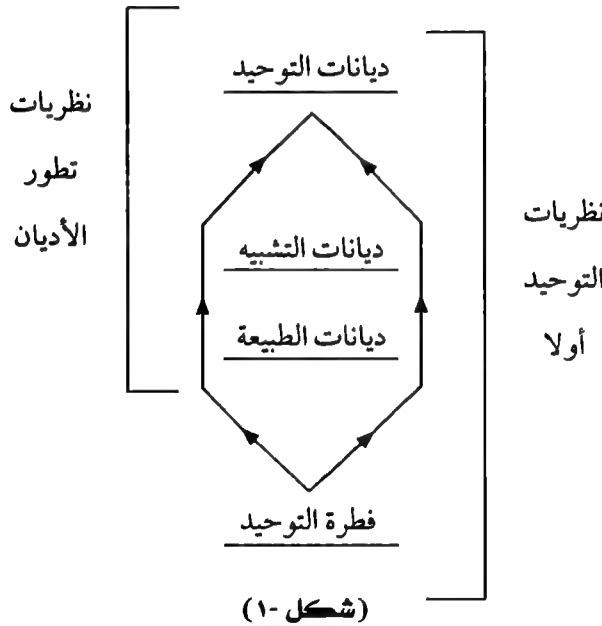 ديانات التوحيد
نظريات
التوحيد
أولا
نظريات
تطور
الأديان
ديانات التشبيه
ديانات الطبيعة
فطرة التوحيد
(شكل -١)